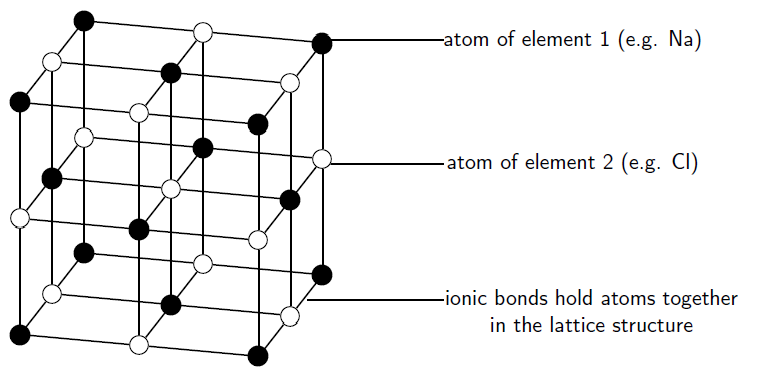 atom of element 1 (e.g. Na)
atom of element 2 (e.g. Cl)
ionic bonds hold atoms together
in the lattice structure